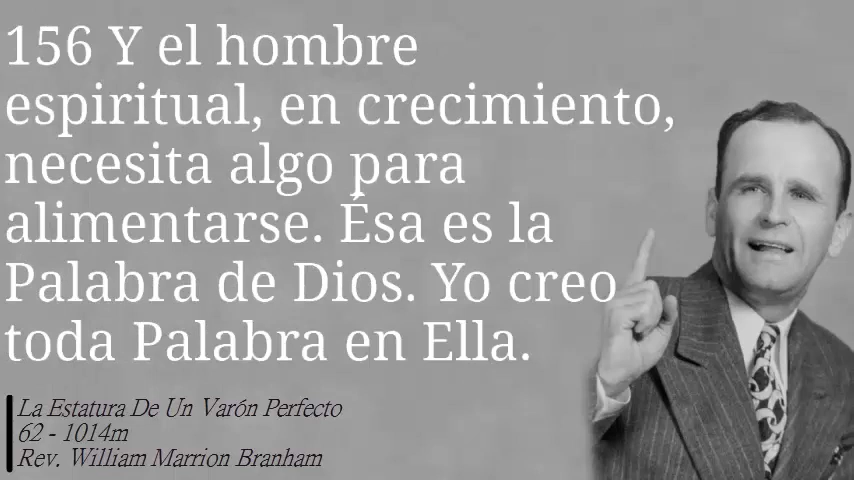 156 Y el hombre
espiritual, en crecimiento,
necesita algo para
alimentarse. Ésa es la
Palabra de Dios. Yo creo
toda Palabra en Ella.
La Estatura De Un Varón Perfecto
62 - 1014m
Rev. William Marrion Branham